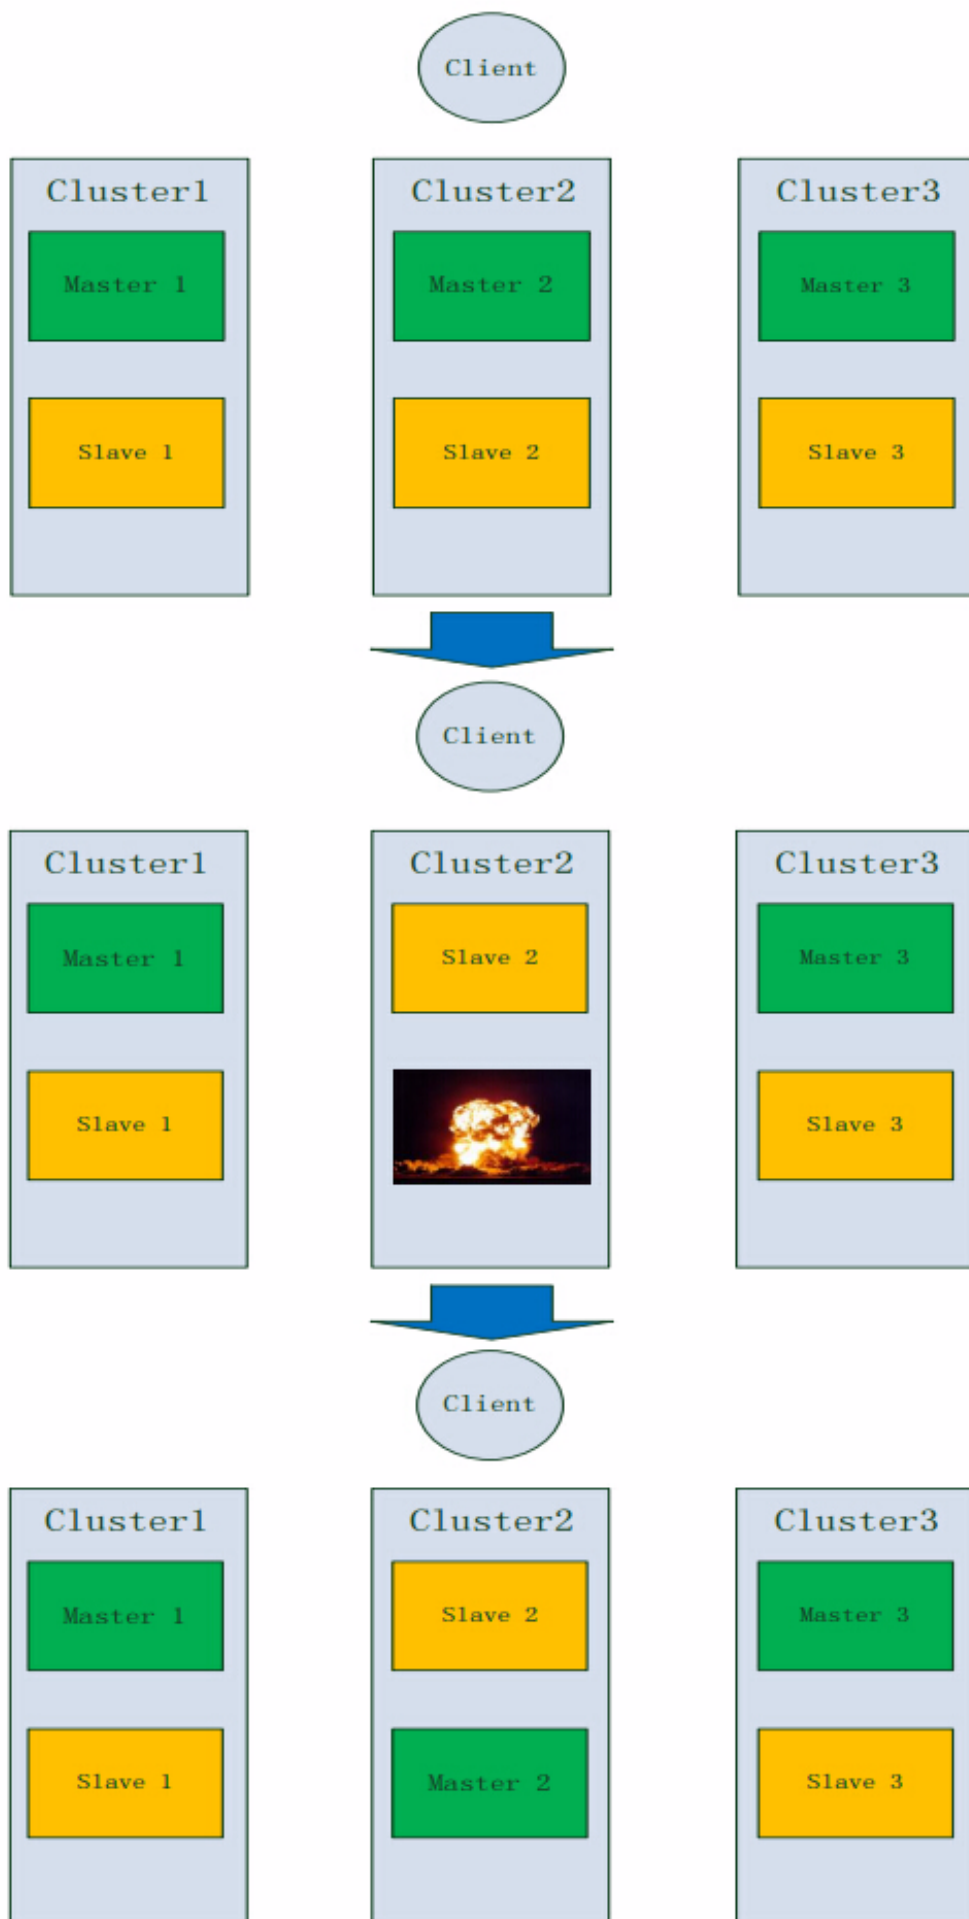 Client
Cluster1
Cluster2
Cluster3
Master 1
Master 2
Master 3
Slave 1
Slave 2
Slave 3
Client
Cluster1
Cluster2
Cluster3
Master 1
Slave 2
Master 3
Slave 1
Slave 3
Client
Cluster1
Cluster2
Cluster3
Master 1
Slave 2
Master 3
Slave 1
Master 2
Slave 3